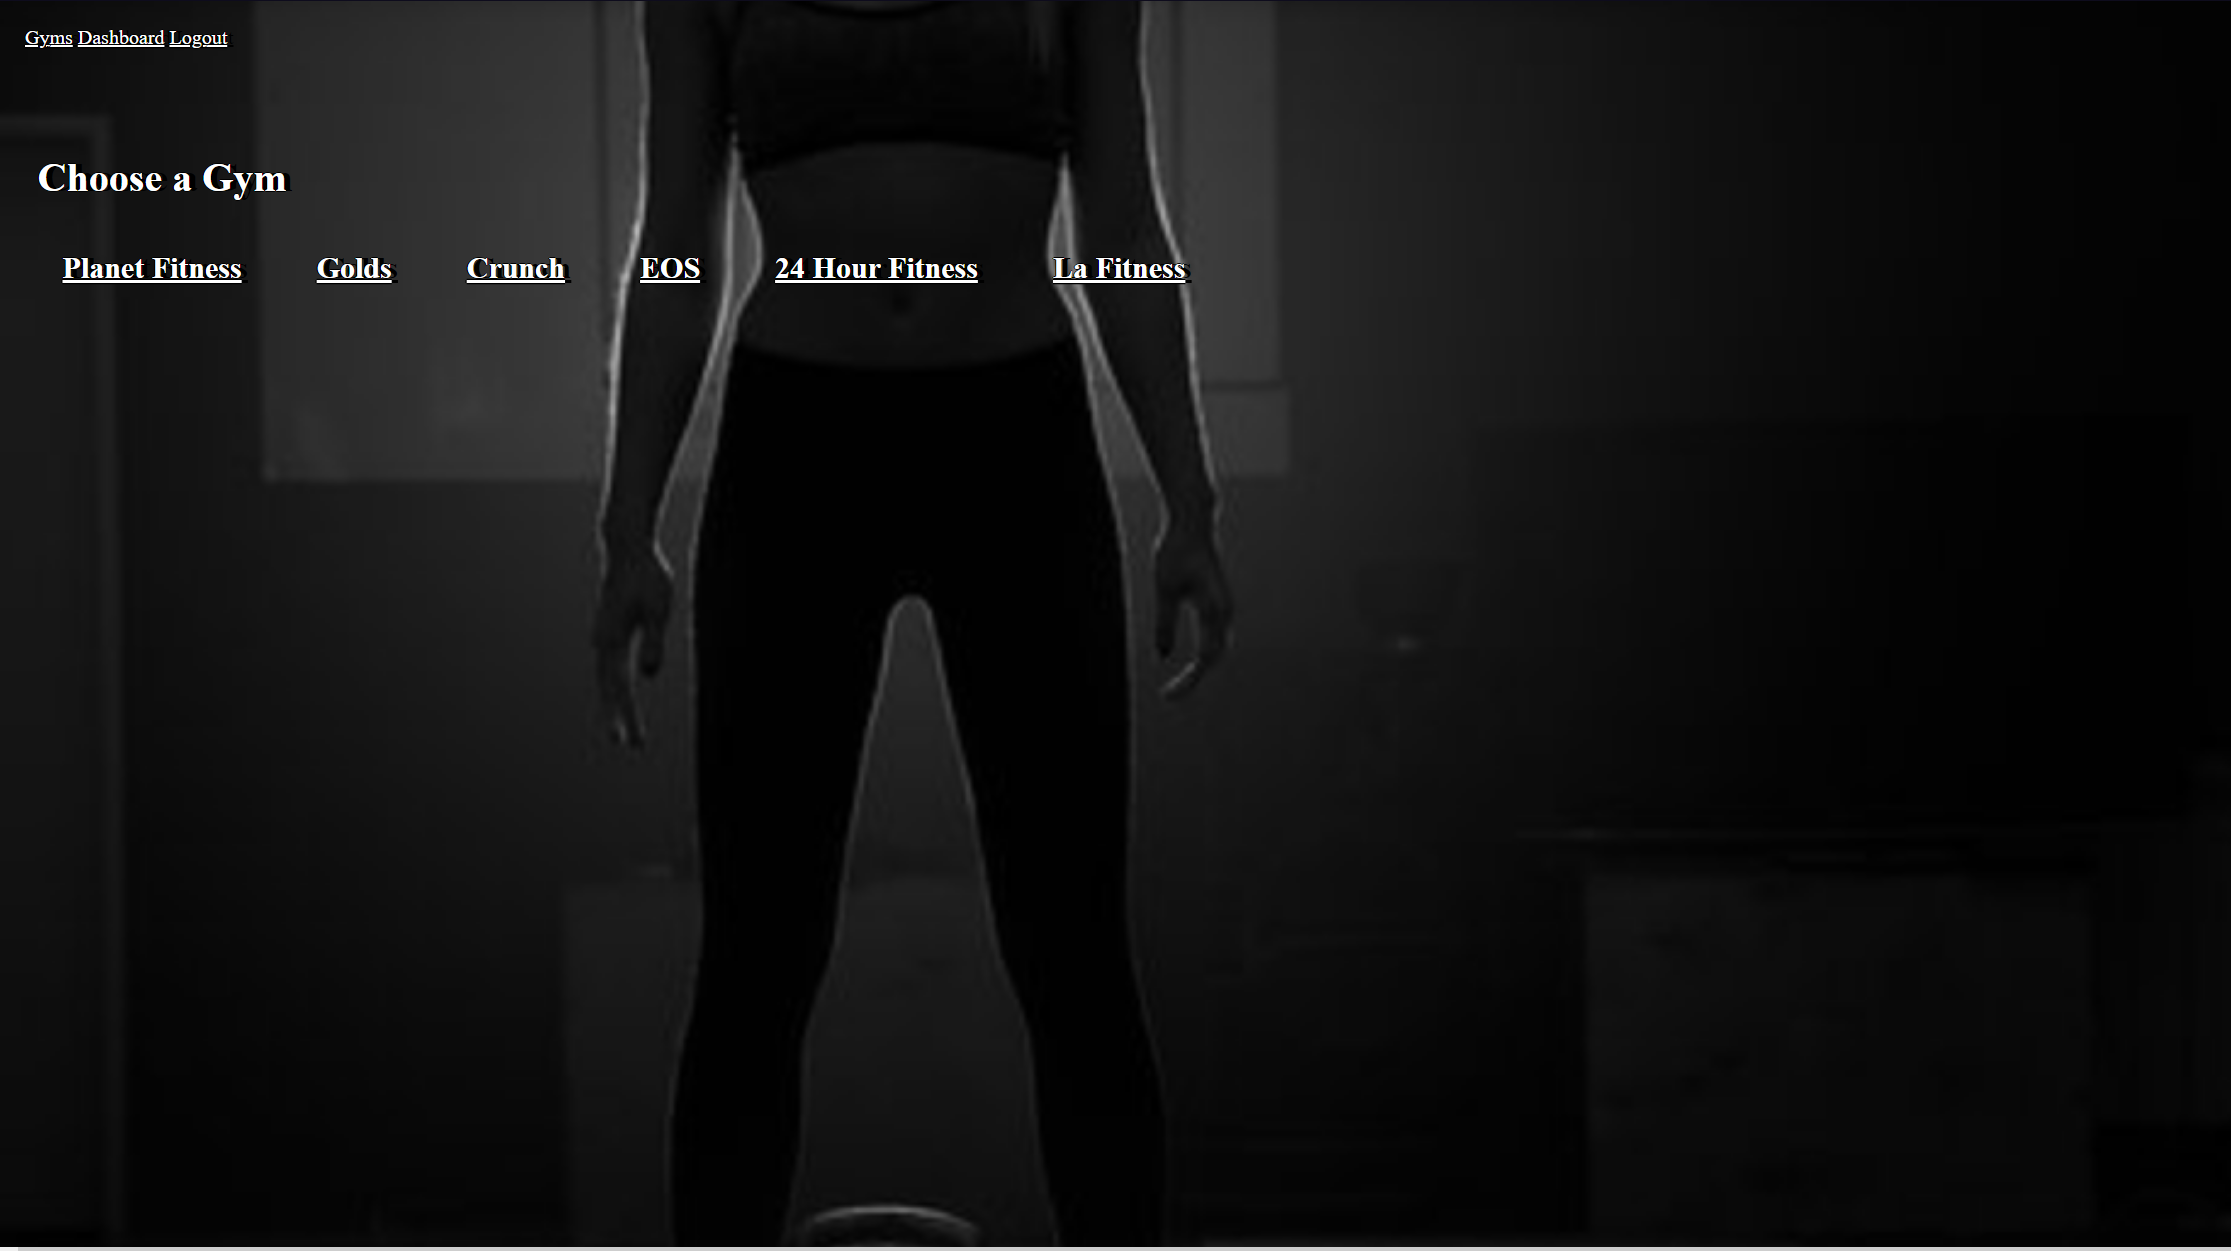 Gyms Dashboard Logout
Choose a Gym
Planet Fitness Golds Crunch EOS 24 Hour Fitness La Fitness